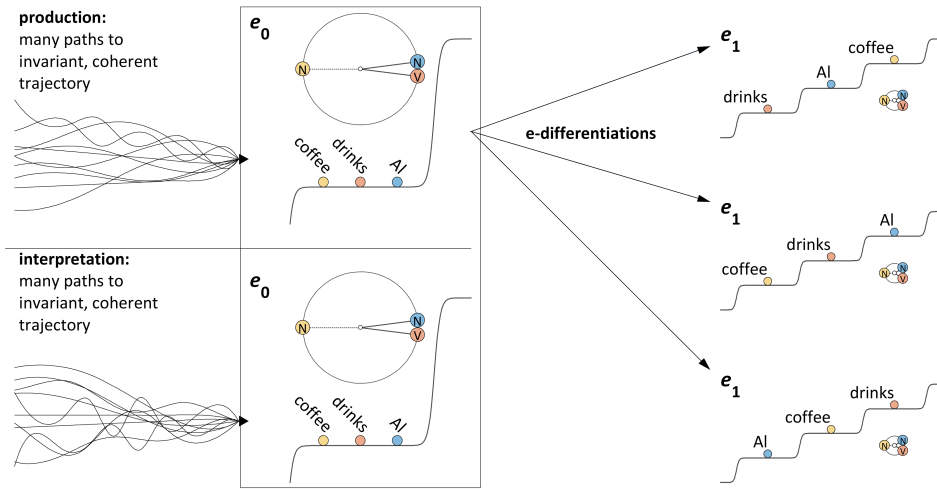 production:
many paths to
invariant, coherent
trajectory
e0
N
N
V
coffee
drinks
Al
interpretation:
many paths to
invariant, coherent
trajectory
e0
N
N
V
coffee
drinks
Al
e-differentiations
e1
drinks
Al
coffee
N
N
V
e1
coffee
drinks
Al
N
N
V
e1
Al
coffee
drinks
N
N
V